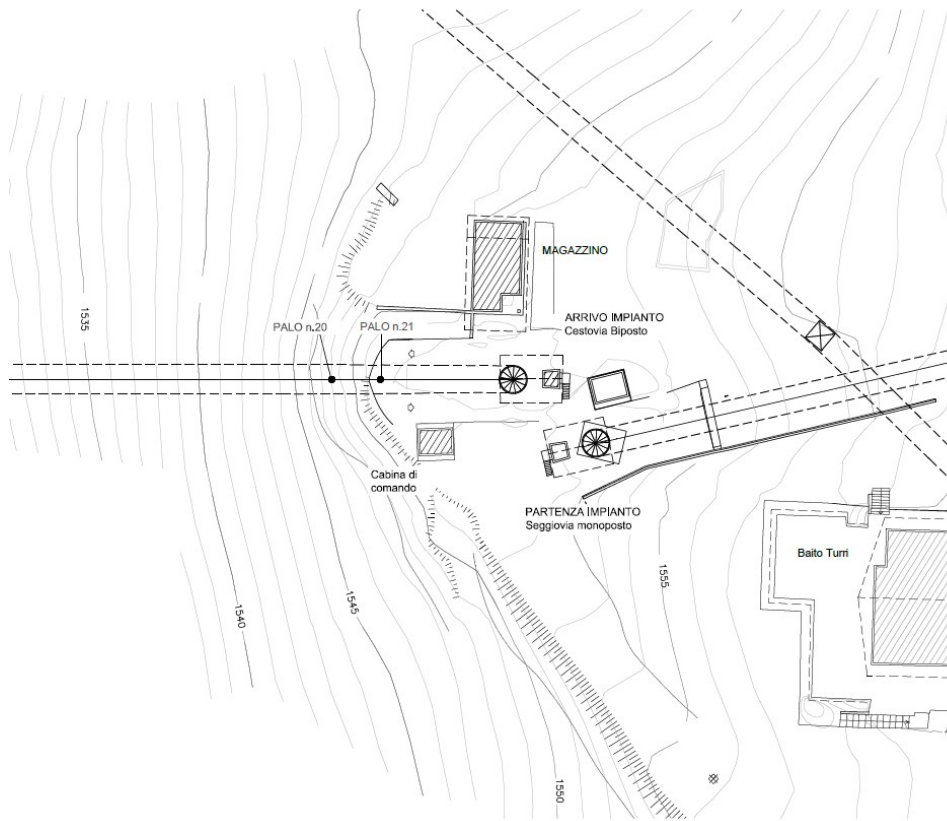 MAGAZZINO
ARRIVO IMPIANTO
Cestovia Biposto
1535
PALO n.20
PALO n.21
Cabina di
comando
PARTENZA IMPIANTO
Seggiovia monoposto
Baito Turri
1555
1545
1540
1550